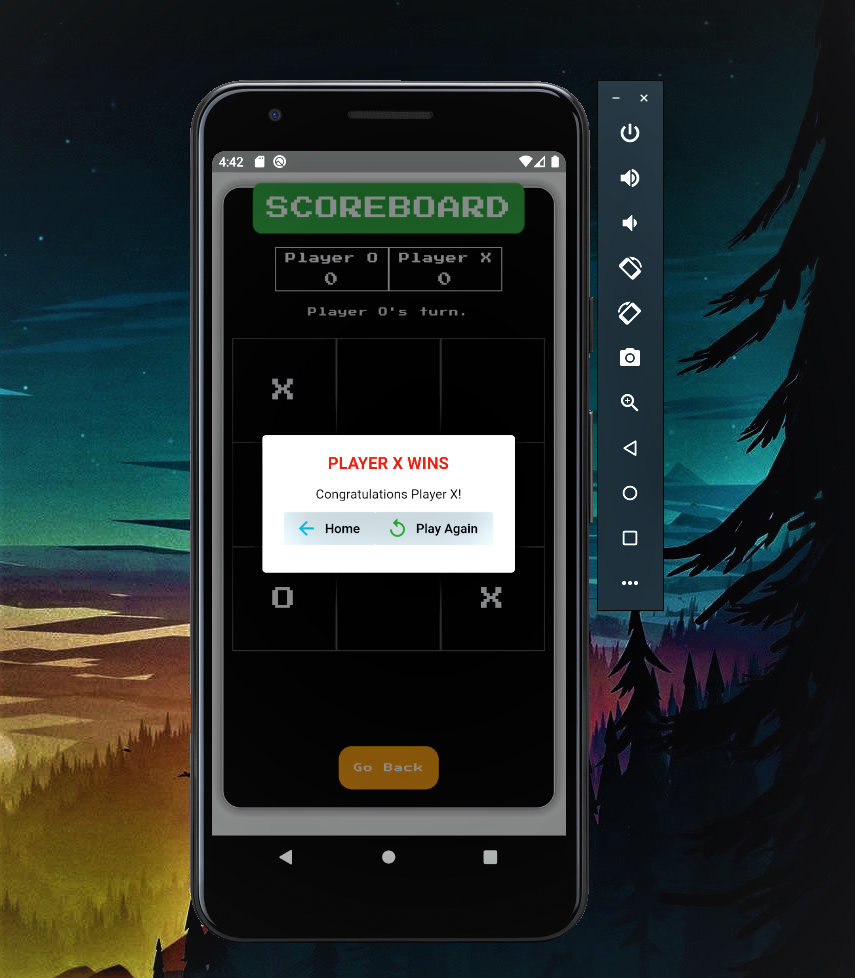 4:42
SCOREBOARD
Player O Player X
0 0
Player O's turn.
X
PLAYER X WINS
Congratulations Player X!
Home Play Again
O X
Go Back